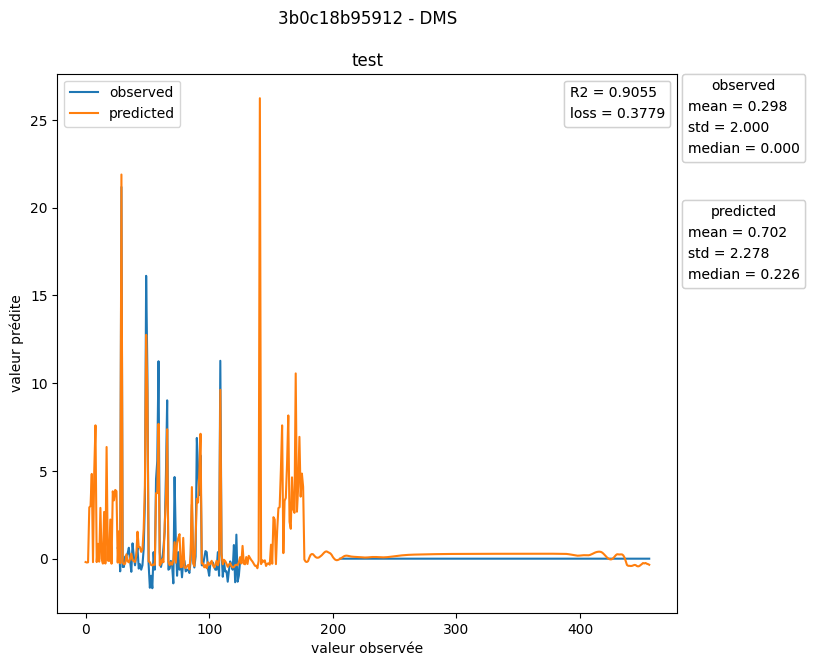 3b0c18b95912 - DMS
test
observed
predicted
R2 = 0.9055
loss = 0.3779
observed
mean = 0.298
std = 2.000
median = 0.000
predicted
mean = 0.702
std = 2.278
median = 0.226
valeur prédite
25
20
15
10
5
0
0 100 200 300 400
valeur observée